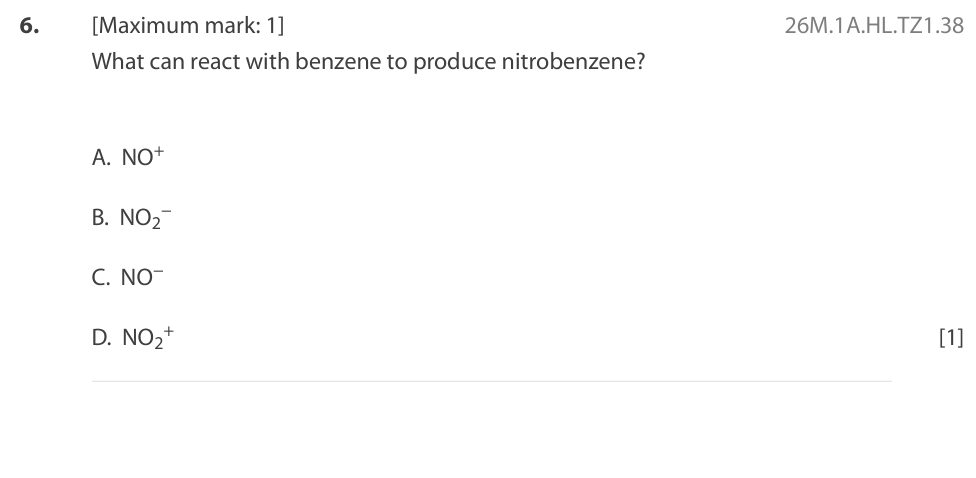 6. [Maximum mark: 1] 26M.1A.HL.TZ1.38
What can react with benzene to produce nitrobenzene?
A. NO⁺
B. NO₂⁻
C. NO⁻
D. NO₂⁺ [1]